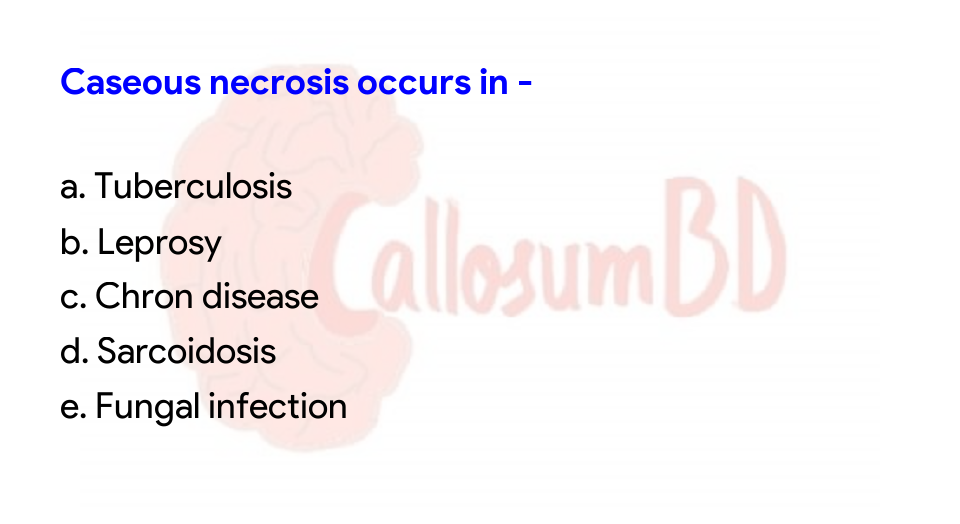 Caseous necrosis occurs in -
a. Tuberculosis
b. Leprosy
c. Chron disease
d. Sarcoidosis
e. Fungal infection
CallosumBD